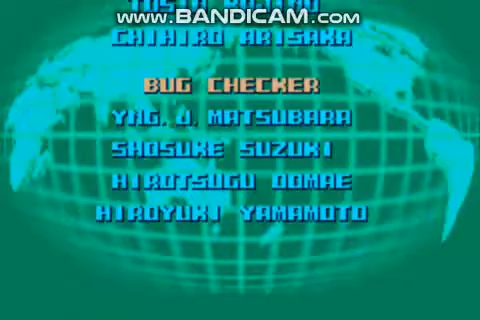 www.BANDICAM.com
CHIHIRO ARISAKA
BUG CHECKER
YNG. J. MATSUBARA
SHOSUKE SUZUKI
HIROTSUGU OOMAE
HIROYUKI YAMAMOTO